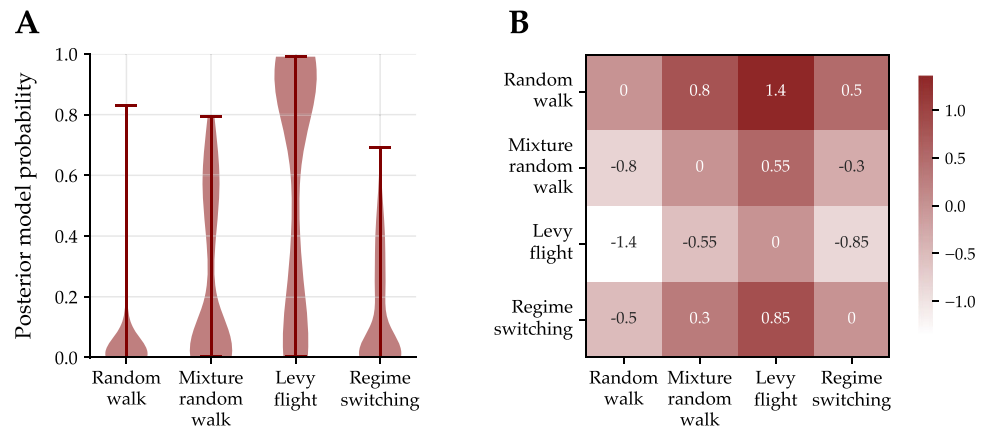 A
Posterior model probability
1.0
0.8
0.6
0.4
0.2
0.0
Random
walk
Mixture
random
walk
Levy
flight
Regime
switching
B
Random
walk
Mixture
random
walk
Levy
flight
Regime
switching
0 0.8 1.4 0.5
-0.8 0 0.55 -0.3
-1.4 -0.55 0 -0.85
-0.5 0.3 0.85 0
Random
walk
Mixture
random
walk
Levy
flight
Regime
switching
1.0
0.5
0.0
−0.5
−1.0